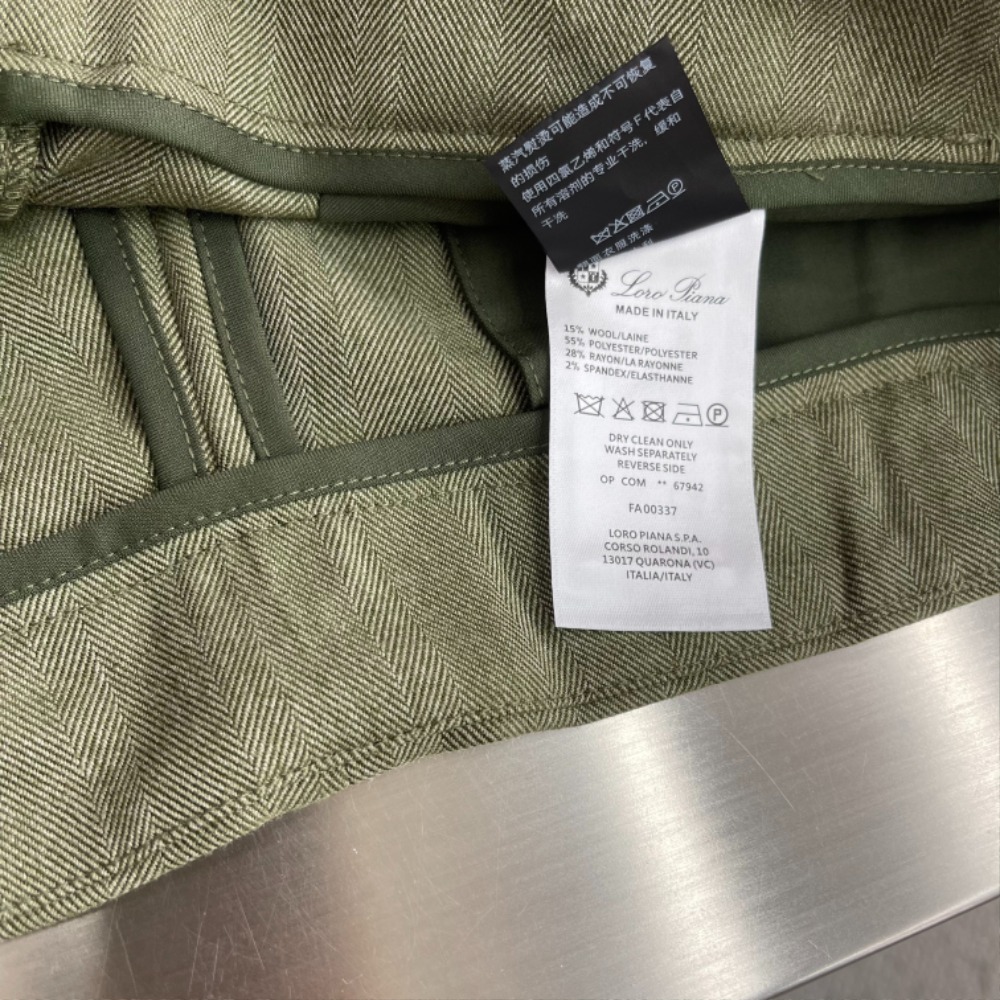 蒸汽熨烫可能造成不可恢复
的损伤
使用四氯乙烯和符号F代表自
所有溶剂的专业干洗，缓和
干洗
衣服洗涤
Loro Piana
MADE IN ITALY
15% WOOL/LAINE
55% POLYESTER/POLYESTER
28% RAYON/LA RAYONNE
2% SPANDEX/ELASTHANNE
P
DRY CLEAN ONLY
WASH SEPARATELY
REVERSE SIDE
OP COM ** 67942
FA00337
LORO PIANA S.P.A.
CORSO ROLANDI, 10
13017 QUARONA (VC)
ITALIA/ITALY